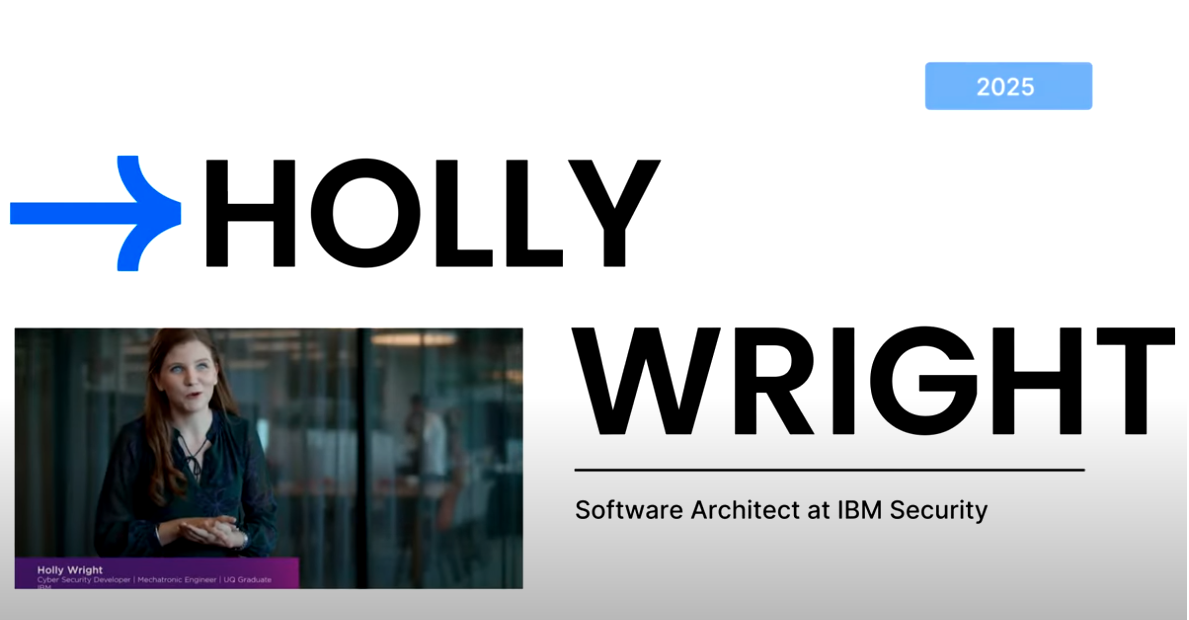 2025
HOLLY
WRIGHT
Software Architect at IBM Security
Holly Wright
Cyber Security Developer | Mechatronic Engineer | UQ Graduate
IBM